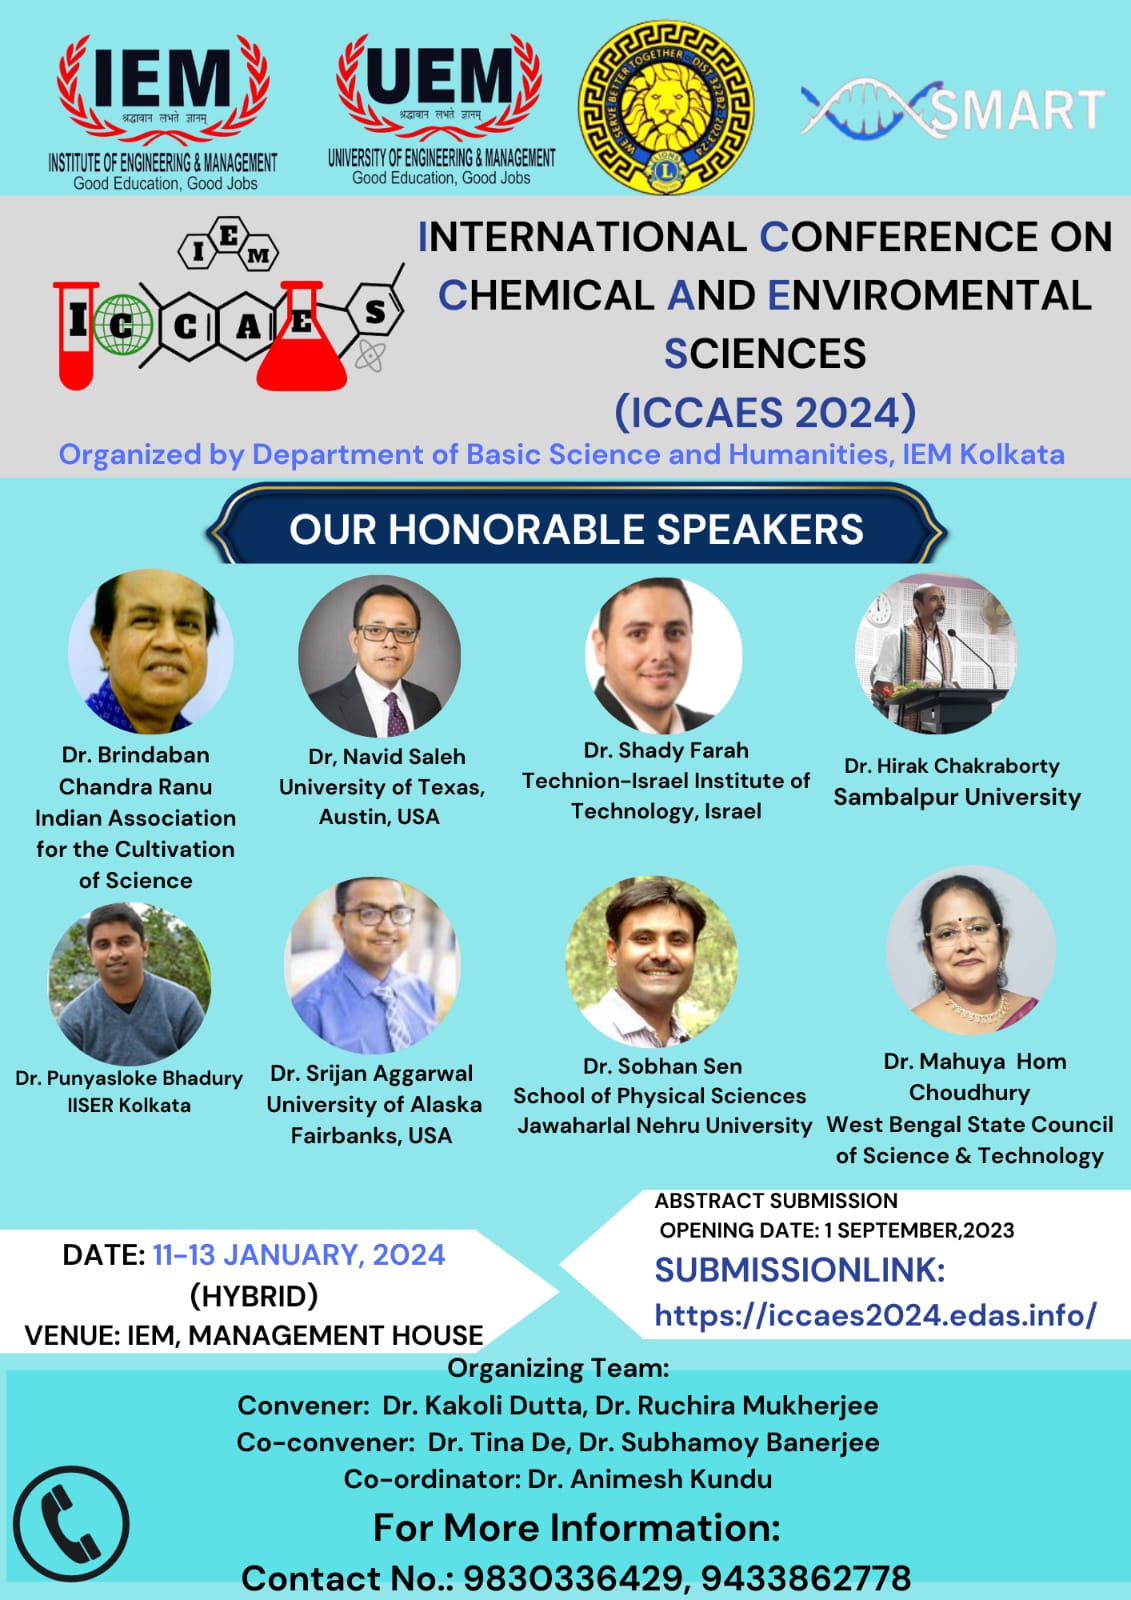 IEM
श्रद्धावान लभते ज्ञानम्
INSTITUTE OF ENGINEERING & MANAGEMENT
Good Education, Good Jobs
UEM
श्रद्धावान लभते ज्ञानम्
UNIVERSITY OF ENGINEERING & MANAGEMENT
Good Education, Good Jobs
WE SERVE BETTER TOGETHER - DIST 322B2 - 2023-24
LIONS
L
SMART
IEM
ICCAES
INTERNATIONAL CONFERENCE ON
CHEMICAL AND ENVIROMENTAL
SCIENCES
(ICCAES 2024)
Organized by Department of Basic Science and Humanities, IEM Kolkata
OUR HONORABLE SPEAKERS
Dr. Brindaban
Chandra Ranu
Indian Association
for the Cultivation
of Science
Dr, Navid Saleh
University of Texas,
Austin, USA
Dr. Shady Farah
Technion-Israel Institute of
Technology, Israel
Dr. Hirak Chakraborty
Sambalpur University
Dr. Punyasloke Bhadury
IISER Kolkata
Dr. Srijan Aggarwal
University of Alaska
Fairbanks, USA
Dr. Sobhan Sen
School of Physical Sciences
Jawaharlal Nehru University
Dr. Mahuya Hom
Choudhury
West Bengal State Council
of Science & Technology
DATE: 11-13 JANUARY, 2024
(HYBRID)
VENUE: IEM, MANAGEMENT HOUSE
ABSTRACT SUBMISSION
OPENING DATE: 1 SEPTEMBER,2023
SUBMISSIONLINK:
https://iccaes2024.edas.info/
Organizing Team:
Convener: Dr. Kakoli Dutta, Dr. Ruchira Mukherjee
Co-convener: Dr. Tina De, Dr. Subhamoy Banerjee
Co-ordinator: Dr. Animesh Kundu
For More Information:
Contact No.: 9830336429, 9433862778